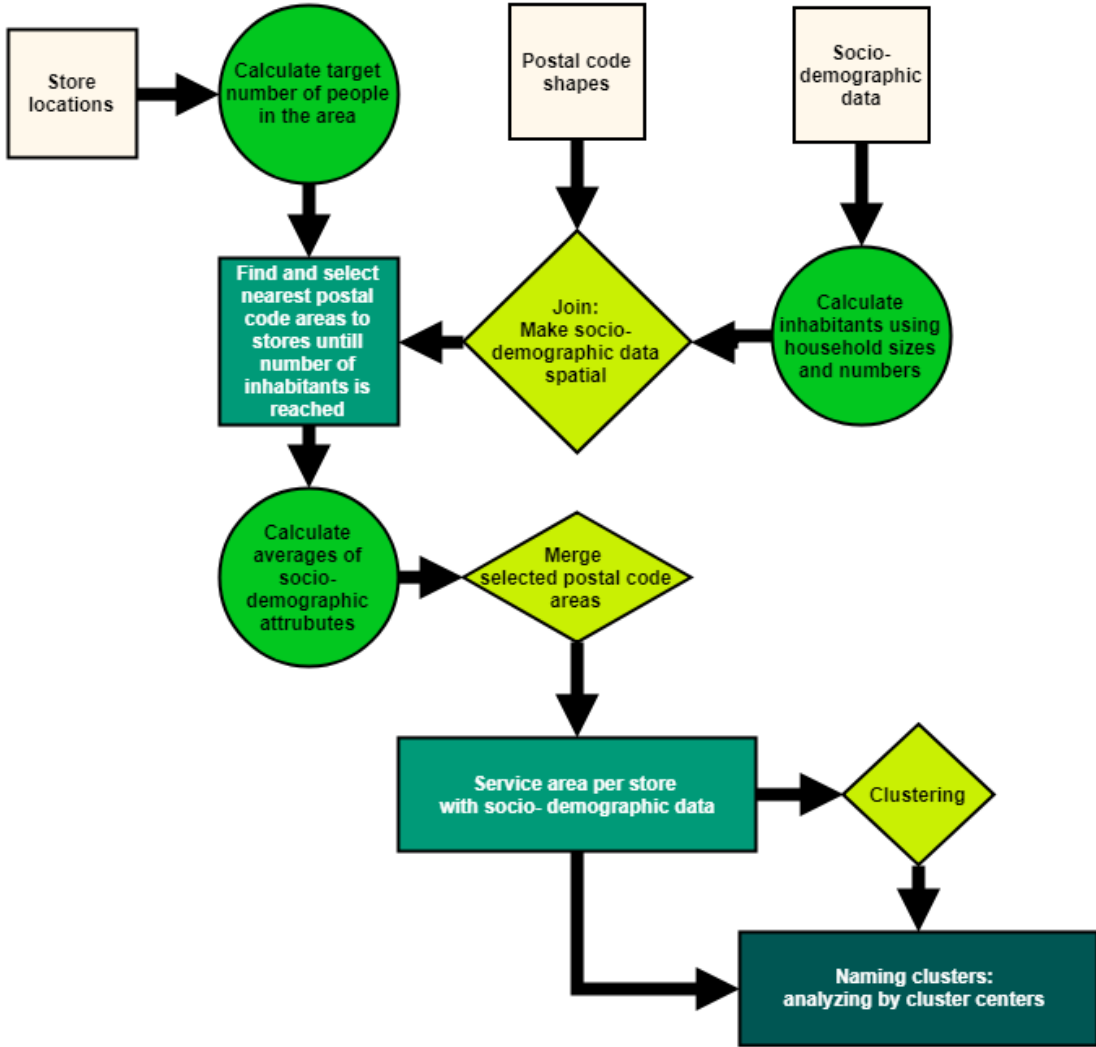 Store
locations
Calculate target
number of people
in the area
Postal code
shapes
Socio-
demographic
data
Find and select
nearest postal
code areas to
stores untill
number of
inhabitants is
reached
Join:
Make socio-
demographic data
spatial
Calculate
inhabitants using
household sizes
and numbers
Calculate
averages of
socio-
demographic
attrubutes
Merge
selected postal code
areas
Service area per store
with socio- demographic data
Clustering
Naming clusters:
analyzing by cluster centers